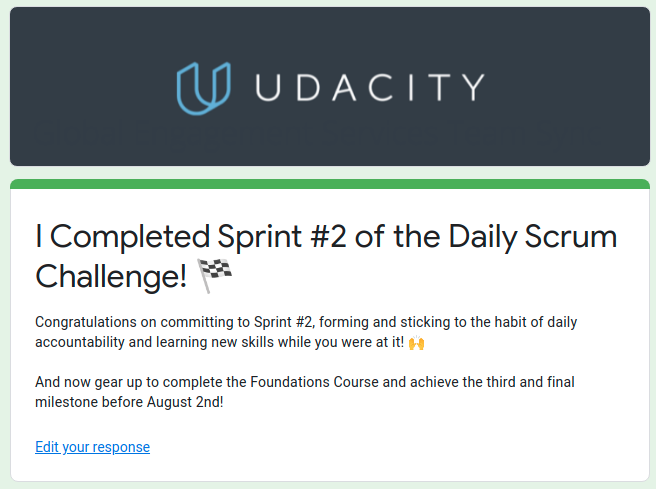 UDACITY
I Completed Sprint #2 of the Daily Scrum
Challenge! 🏁
Congratulations on committing to Sprint #2, forming and sticking to the habit of daily
accountability and learning new skills while you were at it! 🙌
And now gear up to complete the Foundations Course and achieve the third and final
milestone before August 2nd!
Edit your response